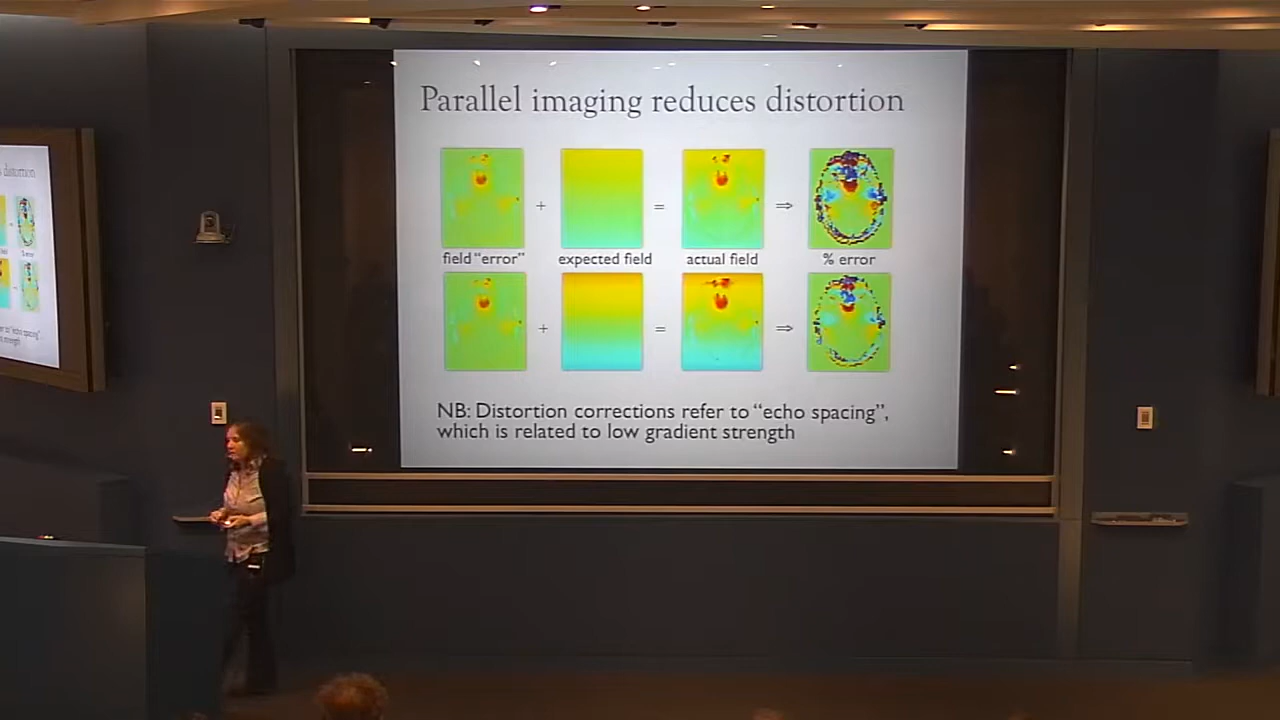 Parallel imaging reduces distortion
+ = ⇒
field “error” expected field actual field % error
+ = ⇒
NB: Distortion corrections refer to “echo spacing”,
which is related to low gradient strength
distortion